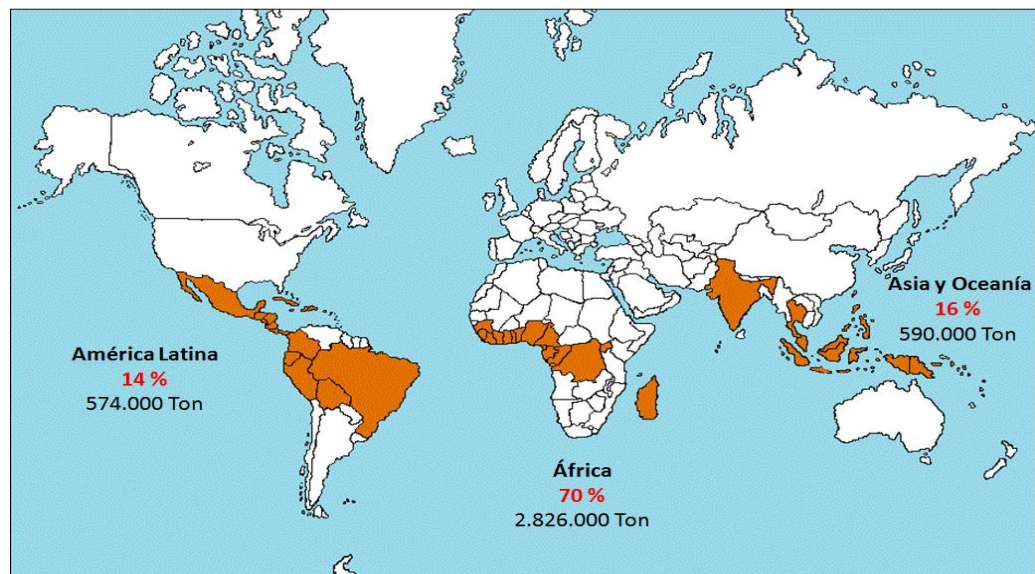 América Latina
14 %
574.000 Ton
África
70 %
2.826.000 Ton
Asia y Oceanía
16 %
590.000 Ton